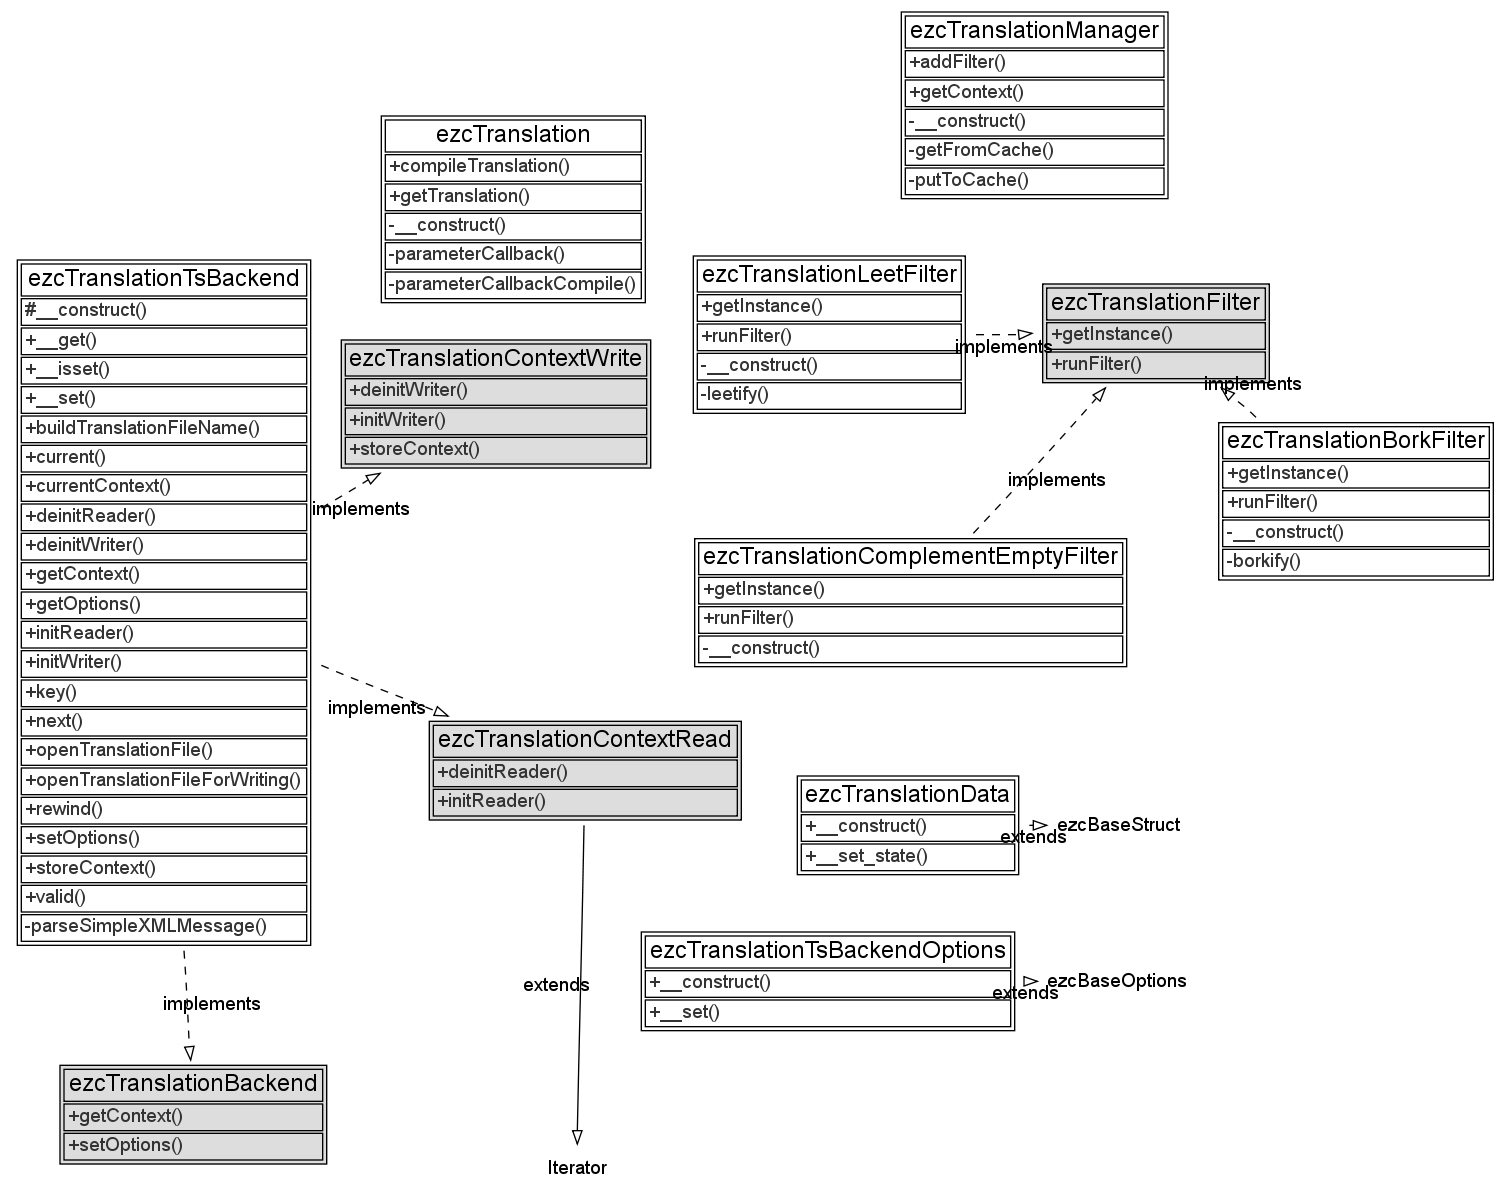 ezcTranslationManager
+addFilter()
+getContext()
-__construct()
-getFromCache()
-putToCache()
ezcTranslation
+compileTranslation()
+getTranslation()
-__construct()
-parameterCallback()
-parameterCallbackCompile()
ezcTranslationTsBackend
#__construct()
+__get()
+__isset()
+__set()
+buildTranslationFileName()
+current()
+currentContext()
+deinitReader()
+deinitWriter()
+getContext()
+getOptions()
+initReader()
+initWriter()
+key()
+next()
+openTranslationFile()
+openTranslationFileForWriting()
+rewind()
+setOptions()
+storeContext()
+valid()
-parseSimpleXMLMessage()
ezcTranslationContextWrite
+deinitWriter()
+initWriter()
+storeContext()
implements
ezcTranslationLeetFilter
+getInstance()
+runFilter()
-__construct()
-leetify()
implements
ezcTranslationFilter
+getInstance()
+runFilter()
implements
ezcTranslationBorkFilter
+getInstance()
+runFilter()
-__construct()
-borkify()
implements
ezcTranslationComplementEmptyFilter
+getInstance()
+runFilter()
-__construct()
implements
ezcTranslationContextRead
+deinitReader()
+initReader()
ezcTranslationData
+__construct()
+__set_state()
extends
ezcBaseStruct
ezcTranslationTsBackendOptions
+__construct()
+__set()
extends
ezcBaseOptions
extends
implements
ezcTranslationBackend
+getContext()
+setOptions()
Iterator